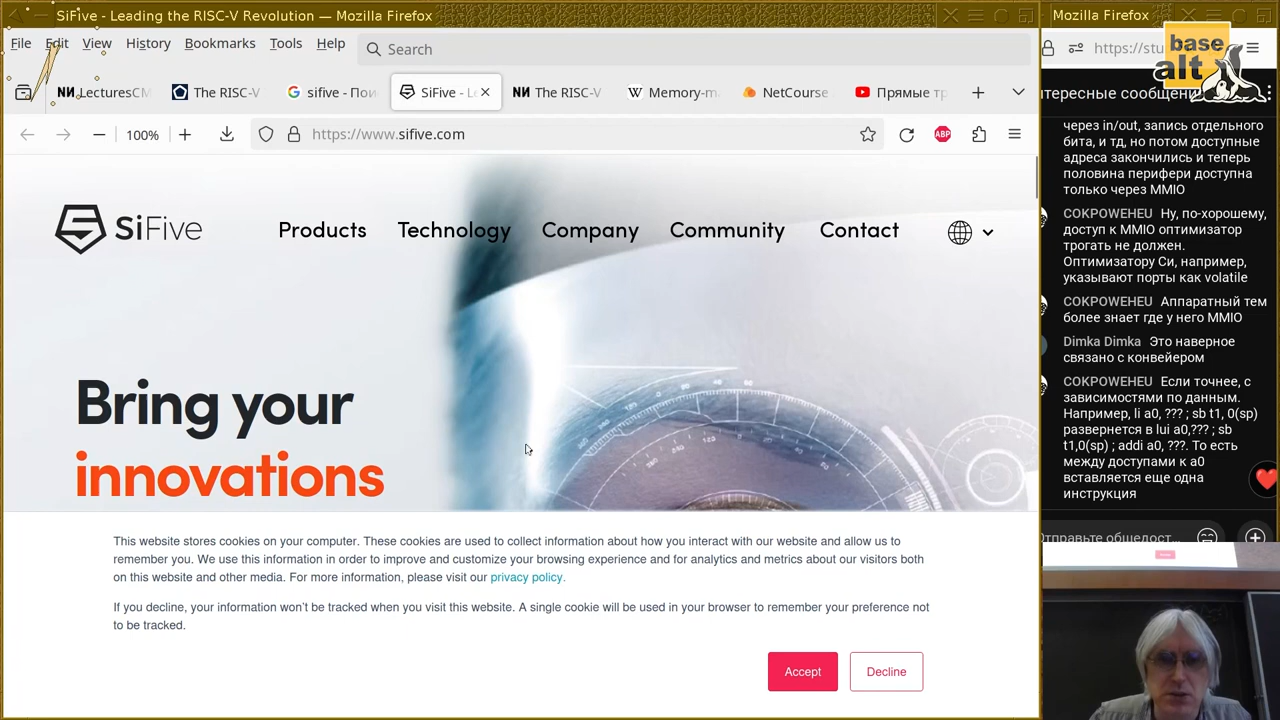 SiFive - Leading the RISC-V Revolution — Mozilla Firefox
File Edit View History Bookmarks Tools Help
Search
LecturesCM
The RISC-V
sifive - Пои
SiFive - Le
The RISC-V
Memory-m
NetCourse
Прямые тр
100%
https://www.sifive.com
ABP
SiFive
Products Technology Company Community Contact
Bring your
innovations
This website stores cookies on your computer. These cookies are used to collect information about how you interact with our website and allow us to
remember you. We use this information in order to improve and customize your browsing experience and for analytics and metrics about our visitors
both on this website and other media. For more information, please visit our privacy policy.
If you decline, your information won't be tracked when you visit this website. A single cookie will be used in your browser to remember your preference not
to be tracked.
Accept
Decline
Mozilla Firefox
base
alt
https://stu
тересные сообщени
через in/out, запись отдельного
бита, и тд, но потом доступные
адреса закончились и теперь
половина перифери доступна
только через MMIO
COKPOWEHEU Ну, по-хорошему,
доступ к MMIO оптимизатор
трогать не должен.
Оптимизатору Си, например,
указывают порты как volatile
COKPOWEHEU Аппаратный тем
более знает где у него MMIO
Dimka Dimka Это наверное
связано с конвейером
COKPOWEHEU Если точнее, с
зависимостями по данным.
Например, li a0, ??? ; sb t1, 0(sp)
развернется в lui a0,??? ; sb
t1,0(sp) ; addi a0, ???. То есть
между доступами к a0
вставляется еще одна
инструкция
Отправьте общедост...